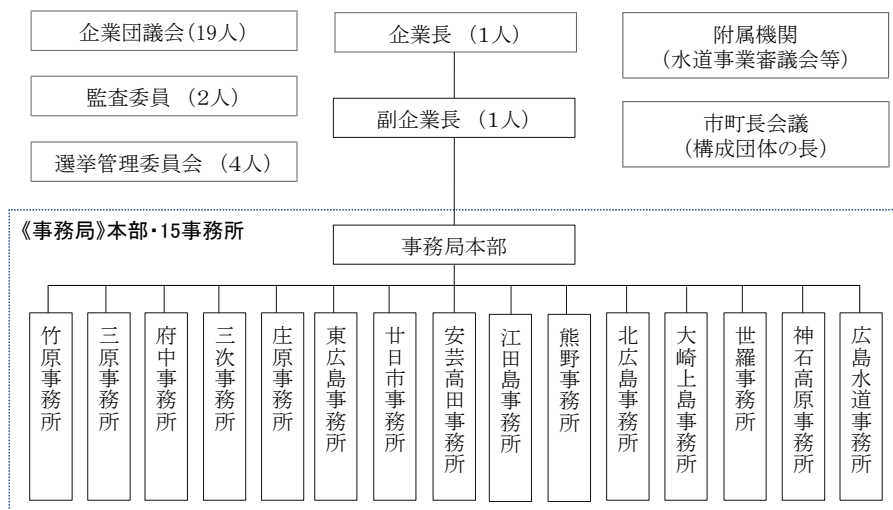 企業団議会(19人)
監査委員 (2人)
選挙管理委員会 (4人)
企業長 (1人)
副企業長 (1人)
附属機関
(水道事業審議会等)
市町長会議
(構成団体の長)
《事務局》本部・15事務所
事務局本部
竹原事務所
三原事務所
府中事務所
三次事務所
庄原事務所
東広島事務所
廿日市事務所
安芸高田事務所
江田島事務所
熊野事務所
北広島事務所
大崎上島事務所
世羅事務所
神石高原事務所
広島水道事務所